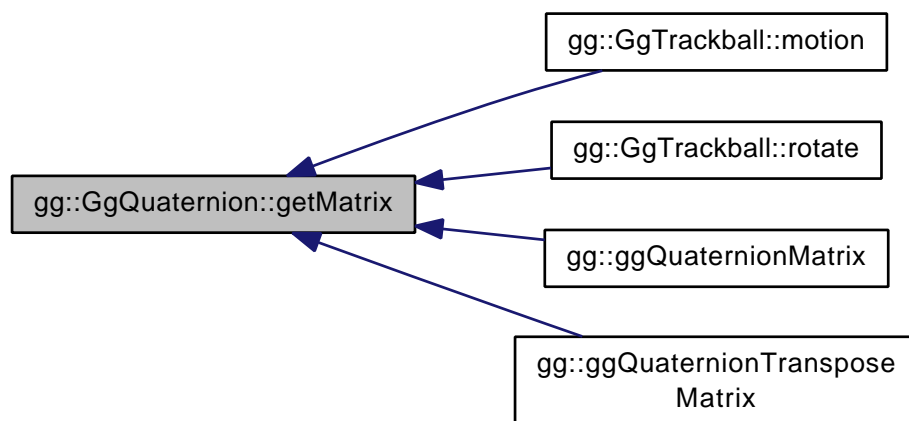 gg::GgTrackball::motion
gg::GgTrackball::rotate
gg::GgQuaternion::getMatrix
gg::ggQuaternionMatrix
gg::ggQuaternionTranspose
Matrix